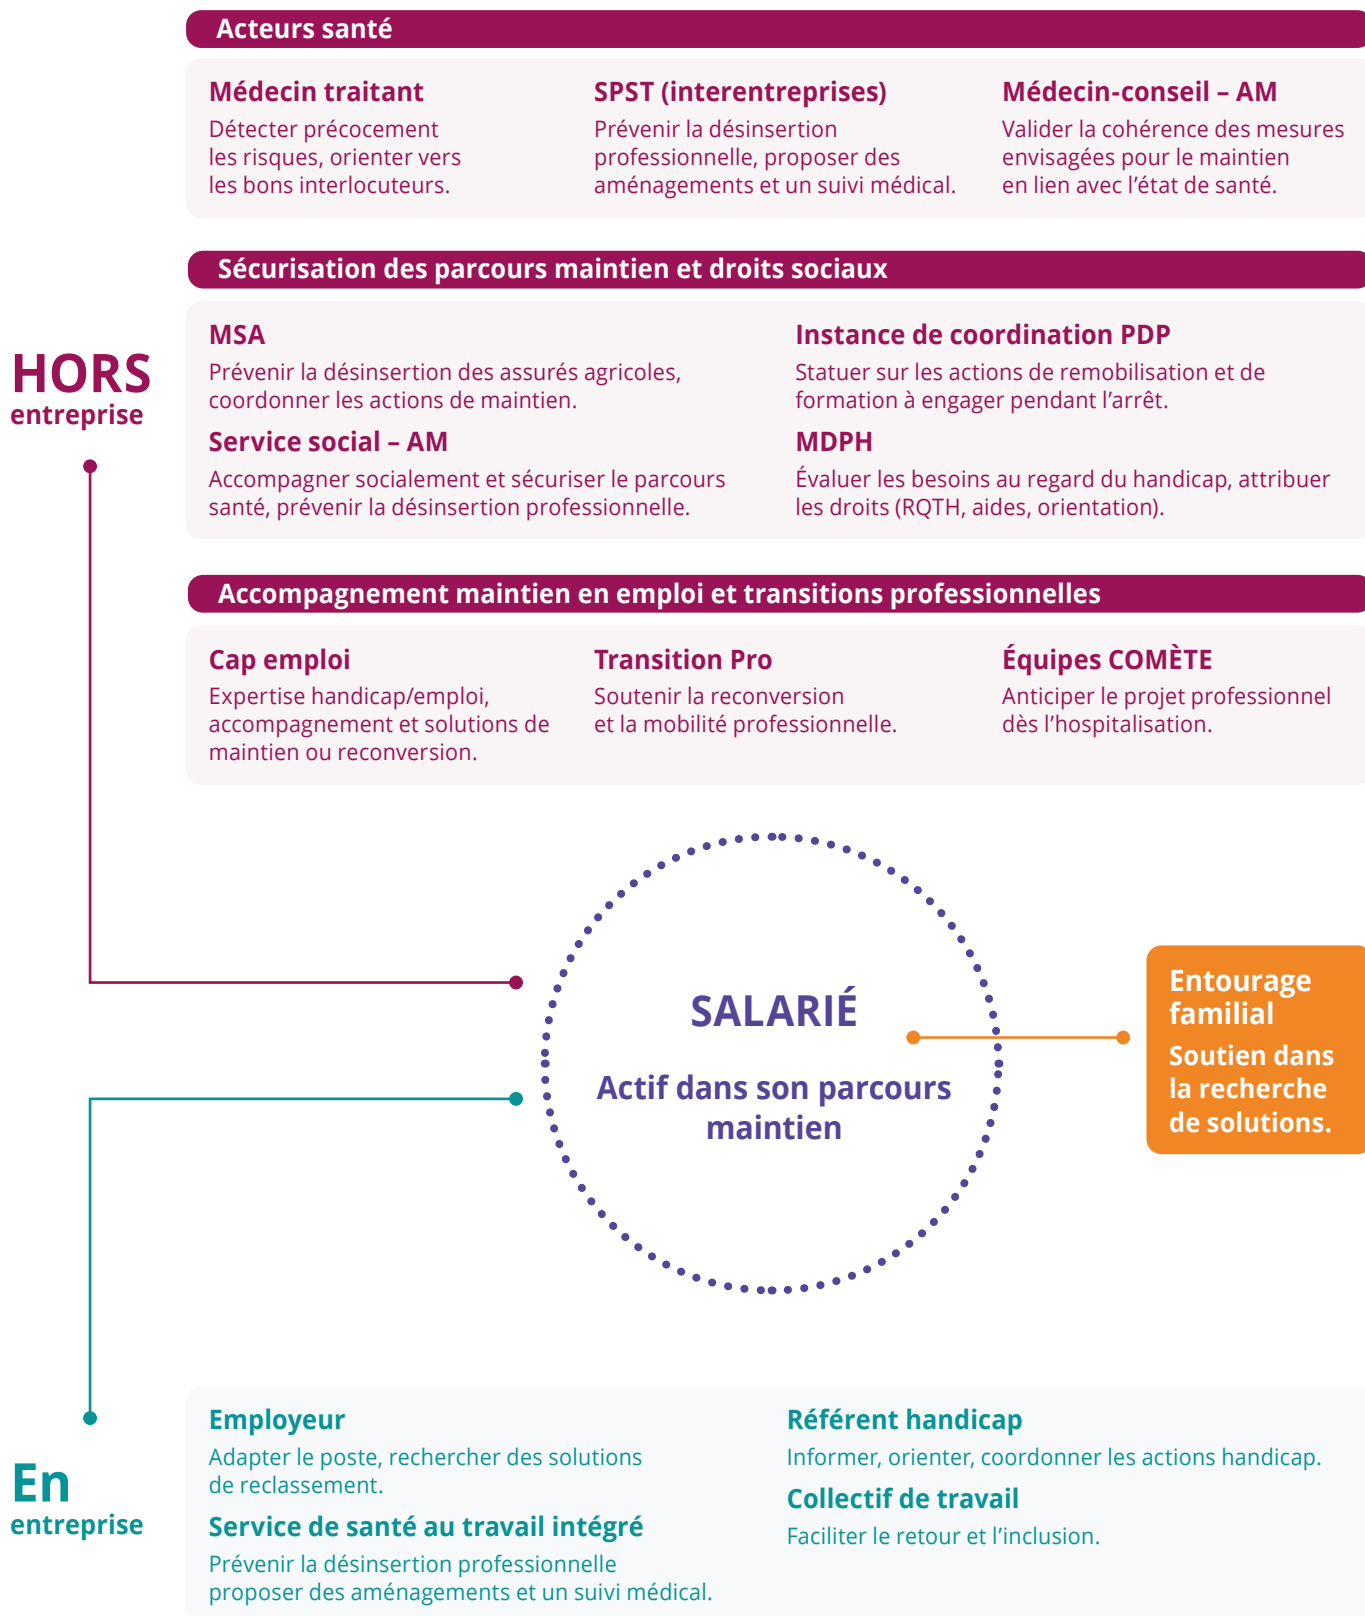 Acteurs santé
Médecin traitant
Détecter précocement
les risques, orienter vers
les bons interlocuteurs.
SPST (interentreprises)
Prévenir la désinsertion
professionnelle, proposer des
aménagements et un suivi médical.
Médecin-conseil – AM
Valider la cohérence des mesures
envisagées pour le maintien
en lien avec l’état de santé.
Sécurisation des parcours maintien et droits sociaux
HORS
entreprise
MSA
Prévenir la désinsertion des assurés agricoles,
coordonner les actions de maintien.
Service social – AM
Accompagner socialement et sécuriser le parcours
santé, prévenir la désinsertion professionnelle.
Instance de coordination PDP
Statuer sur les actions de remobilisation et de
formation à engager pendant l’arrêt.
MDPH
Évaluer les besoins au regard du handicap, attribuer
les droits (RQTH, aides, orientation).
Accompagnement maintien en emploi et transitions professionnelles
Cap emploi
Expertise handicap/emploi,
accompagnement et solutions de
maintien ou reconversion.
Transition Pro
Soutenir la reconversion
et la mobilité professionnelle.
Équipes COMÈTE
Anticiper le projet professionnel
dès l’hospitalisation.
SALARIÉ
Actif dans son parcours
maintien
Entourage
familial
Soutien dans
la recherche
de solutions.
En
entreprise
Employeur
Adapter le poste, rechercher des solutions
de reclassement.
Service de santé au travail intégré
Prévenir la désinsertion professionnelle
proposer des aménagements et un suivi médical.
Référent handicap
Informer, orienter, coordonner les actions handicap.
Collectif de travail
Faciliter le retour et l’inclusion.